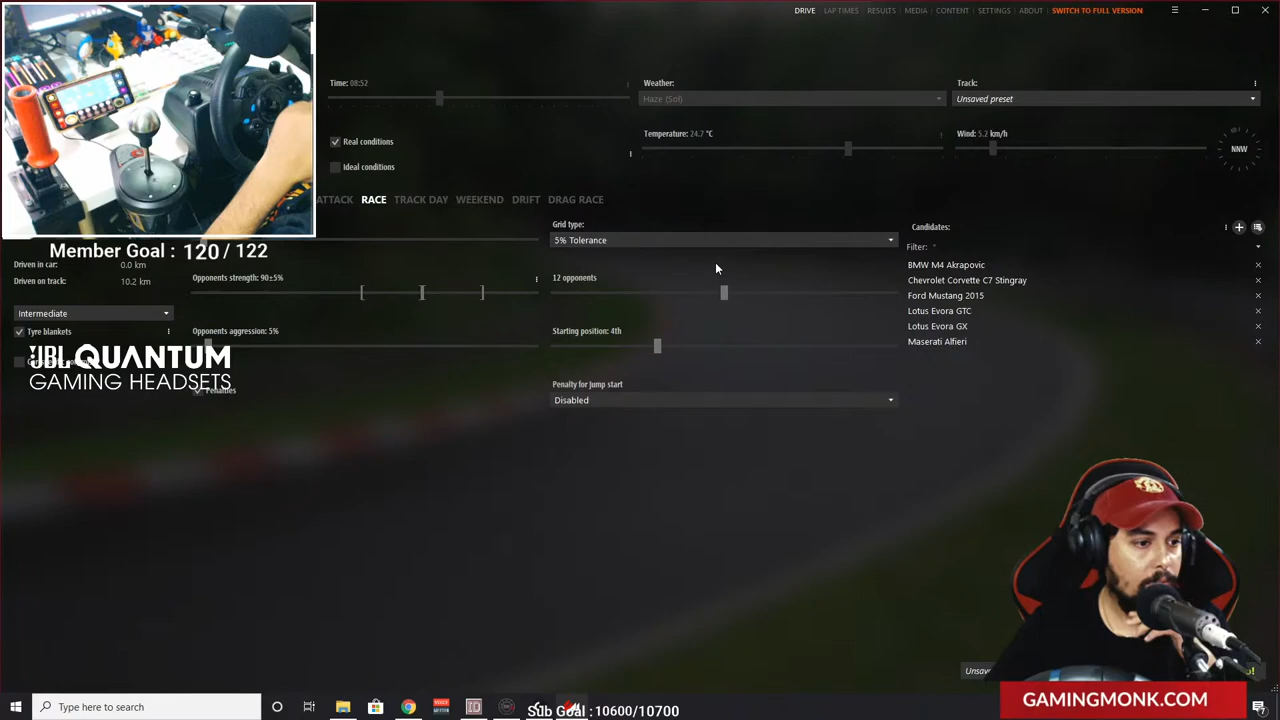 DRIVE LAP TIMES RESULTS MEDIA CONTENT SETTINGS ABOUT SWITCH TO FULL VERSION
Time: 08:52
Weather:
Track:
Haze (Sol)
Unsaved preset
Temperature: 24.7 °C
Wind: 5.2 km/h
Real conditions
NNW
Ideal conditions
ATTACK RACE TRACK DAY WEEKEND DRIFT DRAG RACE
Grid type:
Candidates:
5% Tolerance
Filter:
Member Goal : 120 / 122
Driven in car: 0.0 km
BMW M4 Akrapovic
Driven on track: 10.2 km
Opponents strength: 90±5%
12 opponents
Chevrolet Corvette C7 Stingray
Ford Mustang 2015
Intermediate
Lotus Evora GTC
Tyre blankets
Opponents aggression: 5%
Starting position: 4th
Lotus Evora GX
Maserati Alfieri
JBL QUANTUM
GAMING HEADSETS
Penalties
Penalty for jump start
Disabled
GAMINGMONK.COM
Type here to search
Sub Goal : 10600/10700